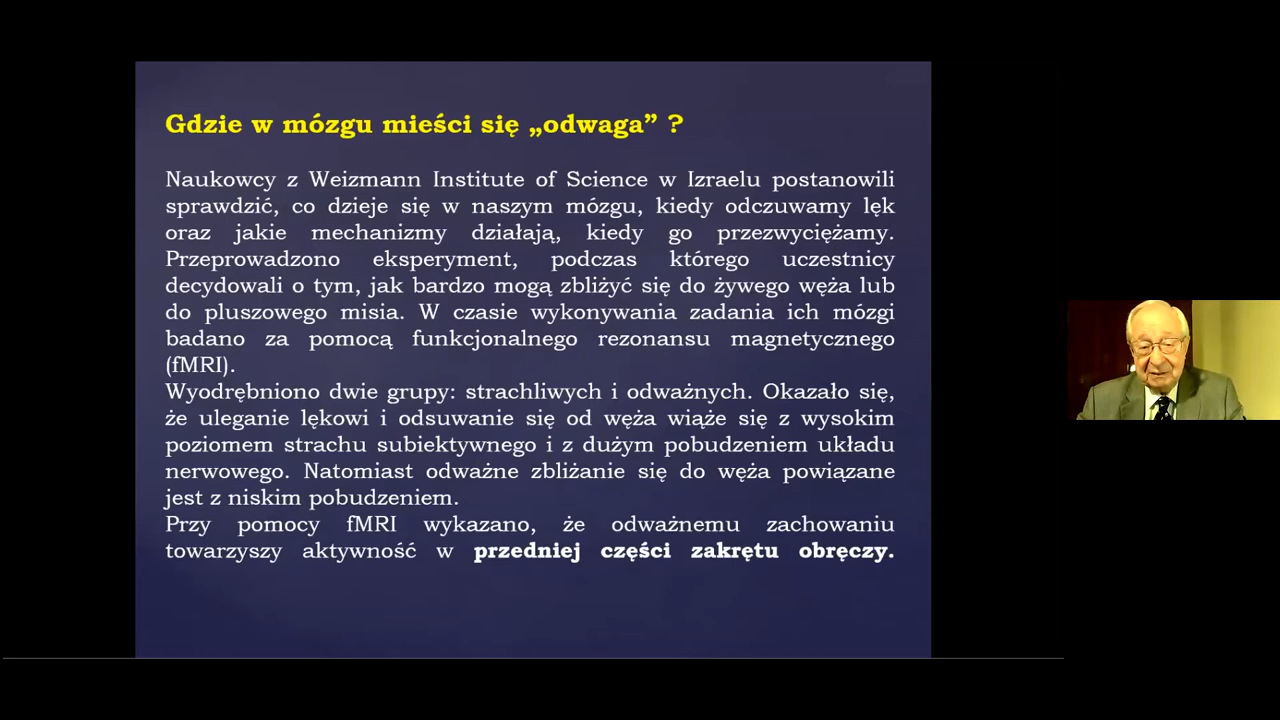 Gdzie w mózgu mieści się „odwaga” ?
Naukowcy z Weizmann Institute of Science w Izraelu postanowili
sprawdzić, co dzieje się w naszym mózgu, kiedy odczuwamy lęk
oraz jakie mechanizmy działają, kiedy go przezwyciężamy.
Przeprowadzono eksperyment, podczas którego uczestnicy
decydowali o tym, jak bardzo mogą zbliżyć się do żywego węża lub
do pluszowego misia. W czasie wykonywania zadania ich mózgi
badano za pomocą funkcjonalnego rezonansu magnetycznego
(fMRI).
Wyodrębniono dwie grupy: strachliwych i odważnych. Okazało się,
że uleganie lękowi i odsuwanie się od węża wiąże się z wysokim
poziomem strachu subiektywnego i z dużym pobudzeniem układu
nerwowego. Natomiast odważne zbliżanie się do węża powiązane
jest z niskim pobudzeniem.
Przy pomocy fMRI wykazano, że odważnemu zachowaniu
towarzyszy aktywność w przedniej części zakrętu obręczy.